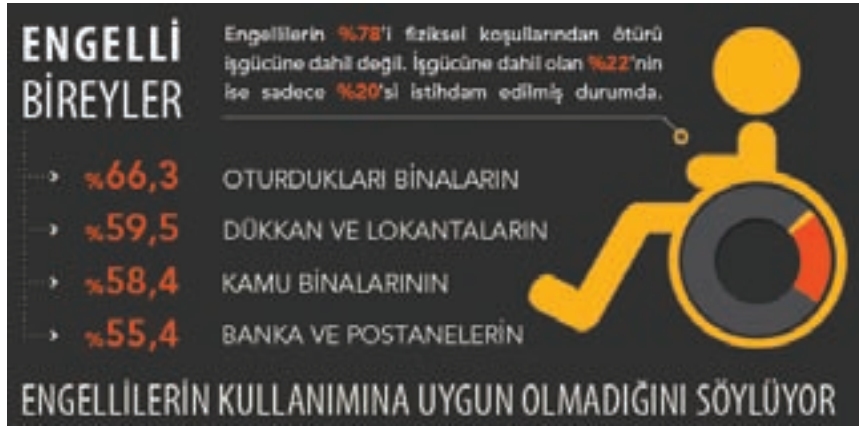 ENGELLİ
BİREYLER
Engellilerin %78'i fiziksel koşullarından ötürü
işgücüne dahil değil. İşgücüne dahil olan %22'nin
ise sadece %20'si istihdam edilmiş durumda.
%66,3 OTURDUKLARI BİNALARIN
%59,5 DÜKKAN VE LOKANTALARIN
%58,4 KAMU BİNALARININ
%55,4 BANKA VE POSTANELERİN
ENGELLİLERİN KULLANIMINA UYGUN OLMADIĞINI SÖYLÜYOR